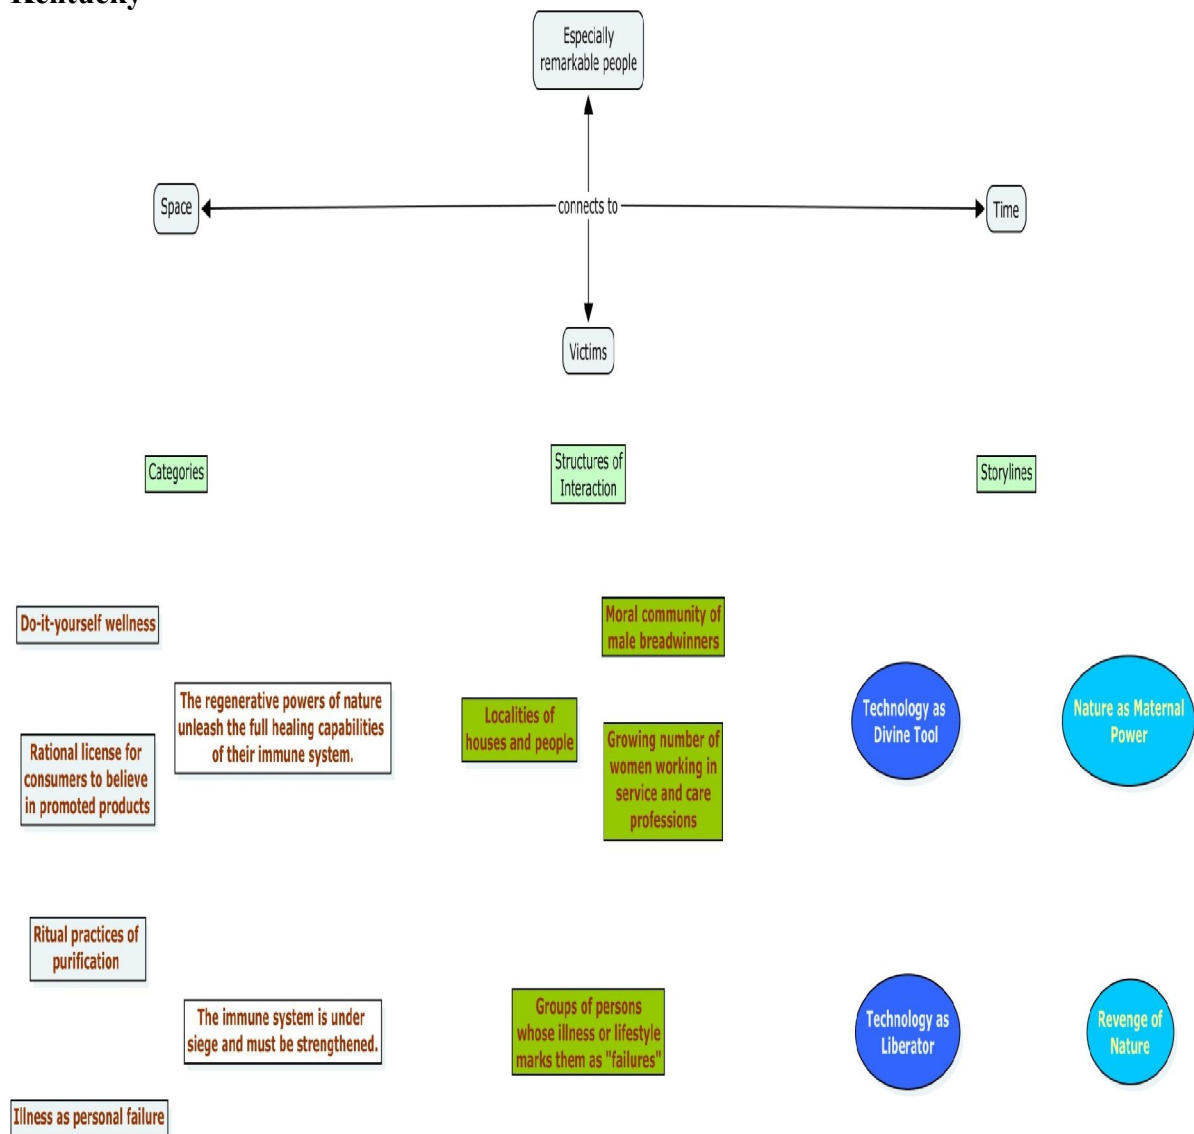 Kentucky
Especially
remarkable people
Space
connects to
Time
Victims
Categories
Structures of
Interaction
Storylines
Do-it-yourself wellness
The regenerative powers of nature
unleash the full healing capabilities
of their immune system.
Rational license for
consumers to believe
in promoted products
Moral community of
male breadwinners
Localities of
houses and people
Growing number of
women working in
service and care
professions
Technology as
Divine Tool
Nature as Maternal
Power
Ritual practices of
purification
The immune system is under
siege and must be strengthened.
Illness as personal failure
Groups of persons
whose illness or lifestyle
marks them as "failures"
Technology as
Liberator
Revenge of
Nature